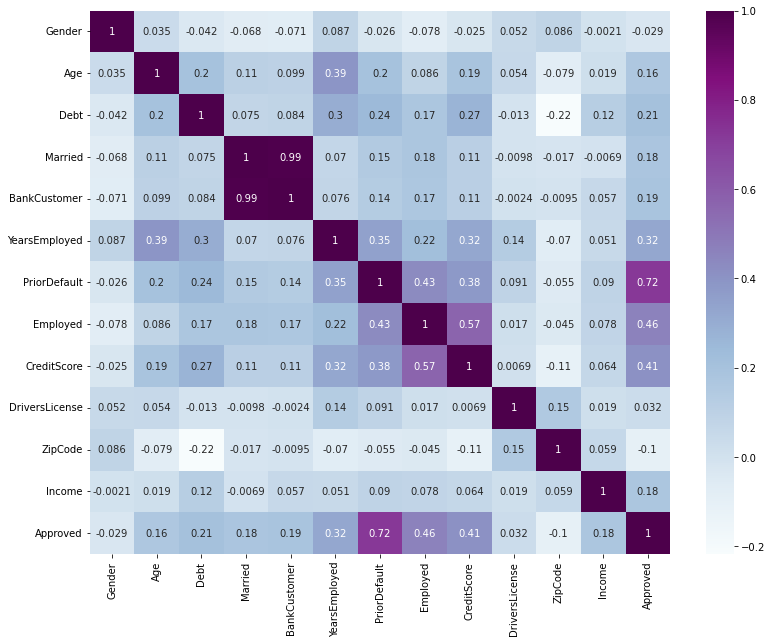 Gender 1 0.035 -0.042 -0.068 -0.071 0.087 -0.026 -0.078 -0.025 0.052 0.086 -0.0021 -0.029
Age 0.035 1 0.2 0.11 0.099 0.39 0.2 0.086 0.19 0.054 -0.079 0.019 0.16
Debt -0.042 0.2 1 0.075 0.084 0.3 0.24 0.17 0.27 -0.013 -0.22 0.12 0.21
Married -0.068 0.11 0.075 1 0.99 0.07 0.15 0.18 0.11 -0.0098 -0.017 -0.0069 0.18
BankCustomer -0.071 0.099 0.084 0.99 1 0.076 0.14 0.17 0.11 -0.0024 -0.0095 0.057 0.19
YearsEmployed 0.087 0.39 0.3 0.07 0.076 1 0.35 0.22 0.32 0.14 -0.07 0.051 0.32
PriorDefault -0.026 0.2 0.24 0.15 0.14 0.35 1 0.43 0.38 0.091 -0.055 0.09 0.72
Employed -0.078 0.086 0.17 0.18 0.17 0.22 0.43 1 0.57 0.017 -0.045 0.078 0.46
CreditScore -0.025 0.19 0.27 0.11 0.11 0.32 0.38 0.57 1 0.0069 -0.11 0.064 0.41
DriversLicense 0.052 0.054 -0.013 -0.0098 -0.0024 0.14 0.091 0.017 0.0069 1 0.15 0.019 0.032
ZipCode 0.086 -0.079 -0.22 -0.017 -0.0095 -0.07 -0.055 -0.045 -0.11 0.15 1 0.059 -0.1
Income -0.0021 0.019 0.12 -0.0069 0.057 0.051 0.09 0.078 0.064 0.019 0.059 1 0.18
Approved -0.029 0.16 0.21 0.18 0.19 0.32 0.72 0.46 0.41 0.032 -0.1 0.18 1
Gender Age Debt Married BankCustomer YearsEmployed PriorDefault Employed CreditScore DriversLicense ZipCode Income Approved
1.0
0.8
0.6
0.4
0.2
0.0
−0.2